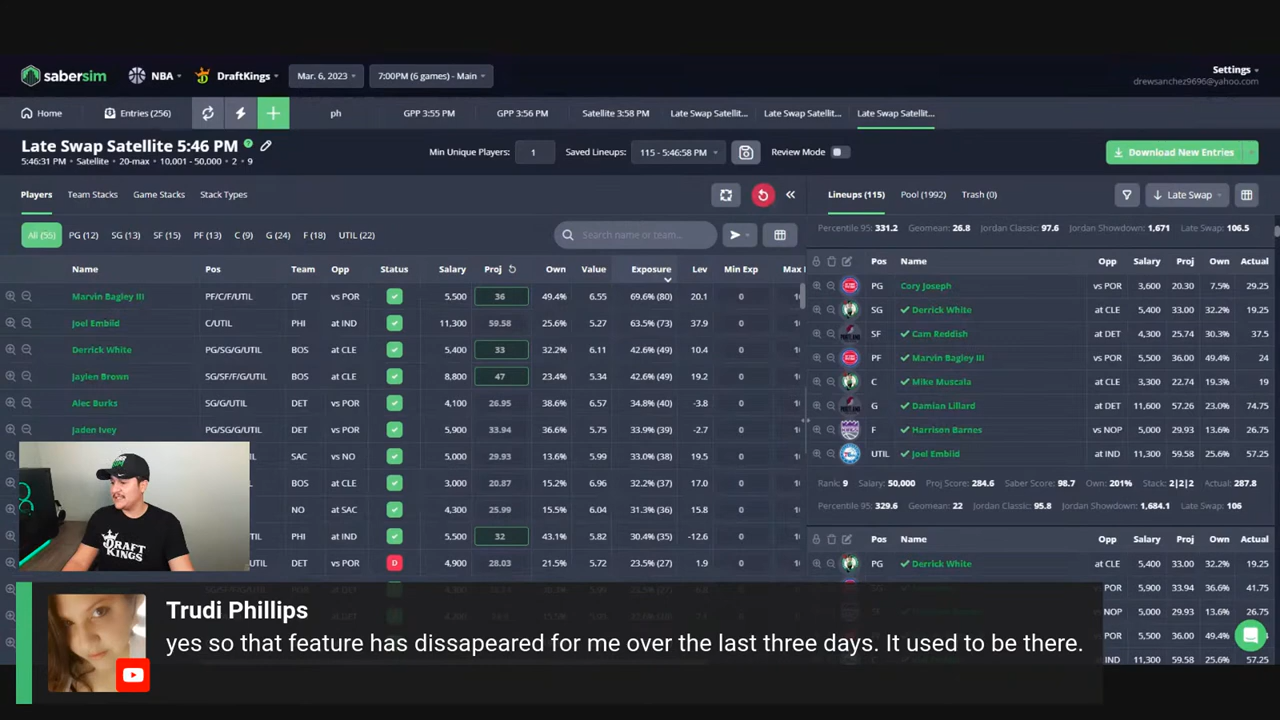 sabersim NBA DraftKings Mar. 6, 2023 7:00PM (6 games) - Main Settings
drewsanchez9696@yahoo.com
Home Entries (256) + ph GPP 3:55 PM GPP 3:56 PM Satellite 3:58 PM Late Swap Satellit... Late Swap Satellit... Late Swap Satellit...
Late Swap Satellite 5:46 PM
5:46:31 PM • Satellite • 20-max • 10,001 - 50,000 • 2 • 9
Min Unique Players: 1 Saved Lineups: 115 - 5:46:58 PM Review Mode Download New Entries
Players Team Stacks Game Stacks Stack Types
All (55) PG (12) SG (13) SF (15) PF (13) C (9) G (24) F (18) UTIL (22) Search name or team...
Name Pos Team Opp Status Salary Proj Own Value Exposure Lev Min Exp Max
Marvin Bagley III PF/C/F/UTIL DET vs POR 5,500 36 49.4% 6.55 69.6% (80) 20.1 0
Joel Embiid C/UTIL PHI at IND 11,300 59.58 25.6% 5.27 63.5% (73) 37.9 0
Derrick White PG/SG/G/UTIL BOS at CLE 5,400 33 32.2% 6.11 42.6% (49) 10.4 0
Jaylen Brown SG/SF/F/G/UTIL BOS at CLE 8,800 47 23.4% 5.34 42.6% (49) 19.2 0
Alec Burks SG/G/UTIL DET vs POR 4,100 26.95 38.6% 6.57 34.8% (40) -3.8 0
Jaden Ivey PG/SG/G/UTIL DET vs POR 5,900 33.94 36.6% 5.75 33.9% (39) -2.7 0
SAC vs NO 5,000 29.93 13.6% 5.99 33.0% (38) 19.5 0
BOS at CLE 3,000 20.87 15.2% 6.96 32.2% (37) 17.0 0
NO at SAC 25.99 15.5% 6.04 31.3% (36) 15.8 0
PHI at IND 5,500 32 43.1% 5.82 30.4% (35) -12.6 0
DET vs POR D 4,900 28.03 21.5% 5.72 23.5% (27) 1.9 0
Lineups (115) Pool (1992) Trash (0) Late Swap
Percentile 95: 331.2 Geomean: 26.8 Jordan Classic: 97.6 Jordan Showdown: 1,671 Late Swap: 106.5
Pos Name Opp Salary Proj Own Actual
PG Cory Joseph vs POR 3,600 20.30 7.5% 29.25
SG Derrick White at CLE 5,400 33.00 32.2% 19.25
SF Cam Reddish at DET 4,300 25.74 30.3% 37.5
PF Marvin Bagley III vs POR 5,500 36.00 49.4% 24
C Mike Muscala at CLE 3,300 22.74 19.3% 19
G Damian Lillard at DET 11,600 57.26 23.0% 74.75
F Harrison Barnes vs NOP 5,000 29.93 13.6% 26.75
UTIL Joel Embiid at IND 11,300 59.58 25.6% 57.25
Rank: 9 Salary: 50,000 Proj Score: 284.6 Saber Score: 98.7 Own: 201% Stack: 2|2|2 Actual: 287.8
Percentile 95: 329.6 Geomean: 22 Jordan Classic: 95.8 Jordan Showdown: 1,684.1 Late Swap: 106
Pos Name Opp Salary Proj Own Actual
PG Derrick White at CLE 5,400 33.00 32.2% 19.25
DRAFT
KINGS
Trudi Phillips
yes so that feature has dissapeared for me over the last three days. It used to be there.